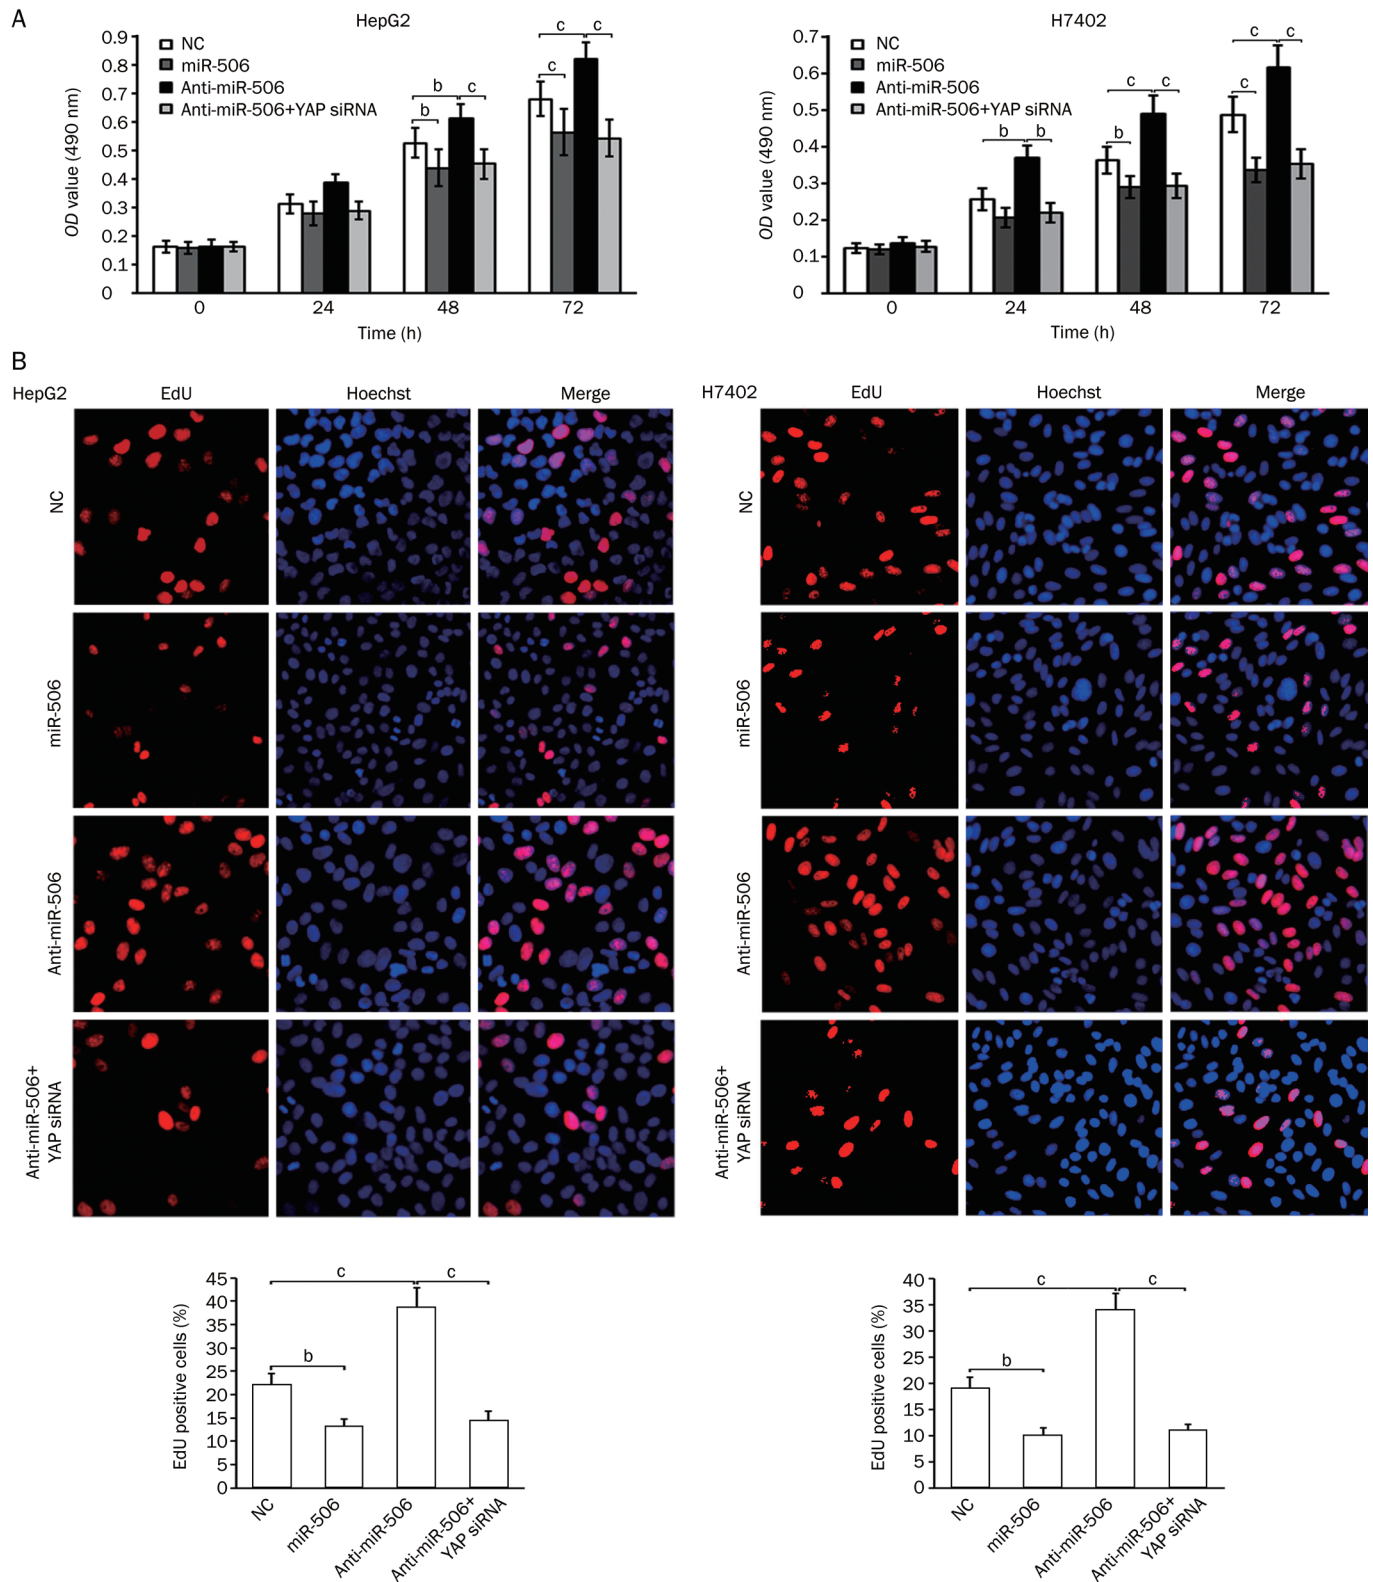 A
HepG2
NC
miR-506
Anti-miR-506
Anti-miR-506+YAP siRNA
OD value (490 nm)
0.9
0.8
0.7
0.6
0.5
0.4
0.3
0.2
0.1
0
b
b
c
c
c
c
0
24
48
72
Time (h)
H7402
NC
miR-506
Anti-miR-506
Anti-miR-506+YAP siRNA
OD value (490 nm)
0.7
0.6
0.5
0.4
0.3
0.2
0.1
0
b
b
b
c
c
c
c
c
0
24
48
72
Time (h)
B
HepG2
EdU
Hoechst
Merge
NC
miR-506
Anti-miR-506
Anti-miR-506+
YAP siRNA
H7402
EdU
Hoechst
Merge
NC
miR-506
Anti-miR-506
Anti-miR-506+
YAP siRNA
EdU positive cells (%)
45
40
35
30
25
20
15
10
5
0
b
c
c
NC
miR-506
Anti-miR-506
Anti-miR-506+
YAP siRNA
EdU positive cells (%)
40
35
30
25
20
15
10
5
0
b
c
c
NC
miR-506
Anti-miR-506
Anti-miR-506+
YAP siRNA